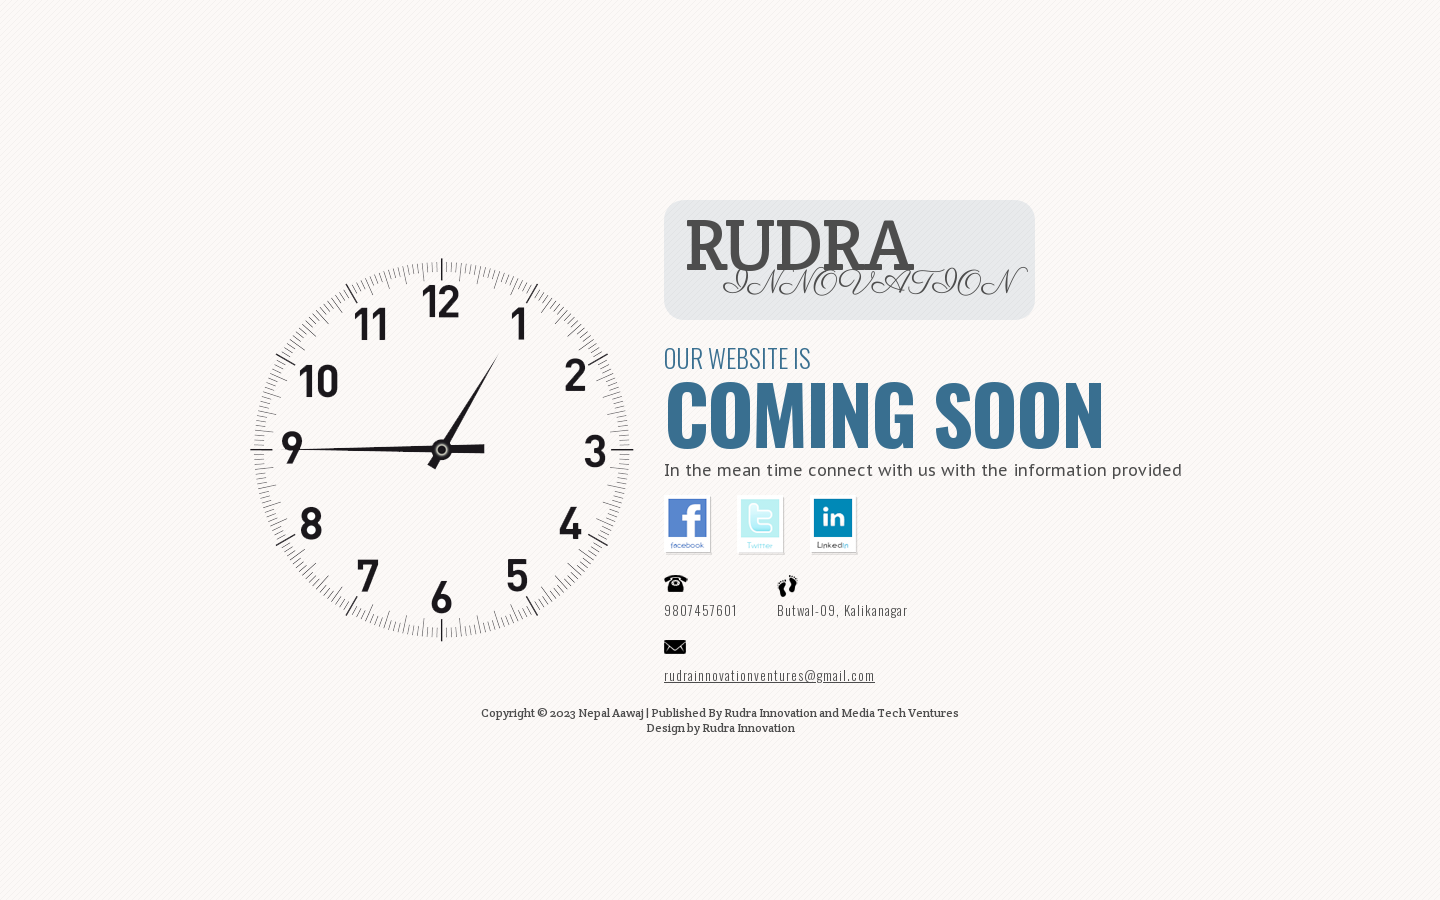 RUDRA
INNOVATION
12
1
2
3
4
5
6
7
8
9
10
11
OUR WEBSITE IS
COMING SOON
In the mean time connect with us with the information provided
facebook
Twitter
LinkedIn
9807457601
Butwal-09, Kalikanagar
rudrainnovationventures@gmail.com
Copyright © 2023 Nepal Aawaj | Published By Rudra Innovation and Media Tech Ventures
Design by Rudra Innovation